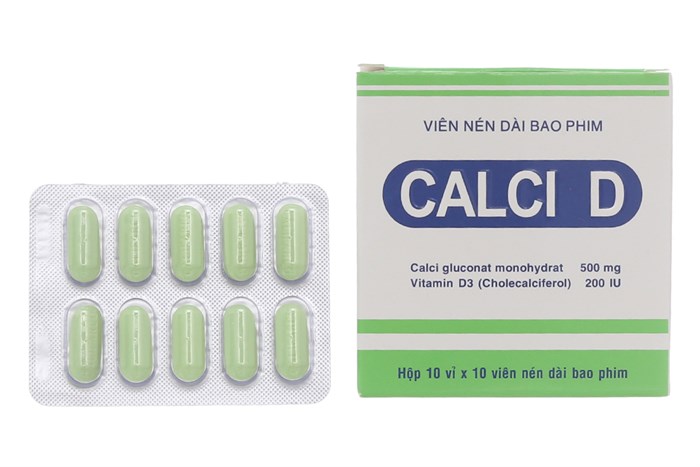 VIÊN NÉN DÀI BAO PHIM
CALCI D
Calci gluconat monohydrat 500 mg
Vitamin D3 (Cholecalciferol) 200 IU
Hộp 10 vỉ x 10 viên nén dài bao phim